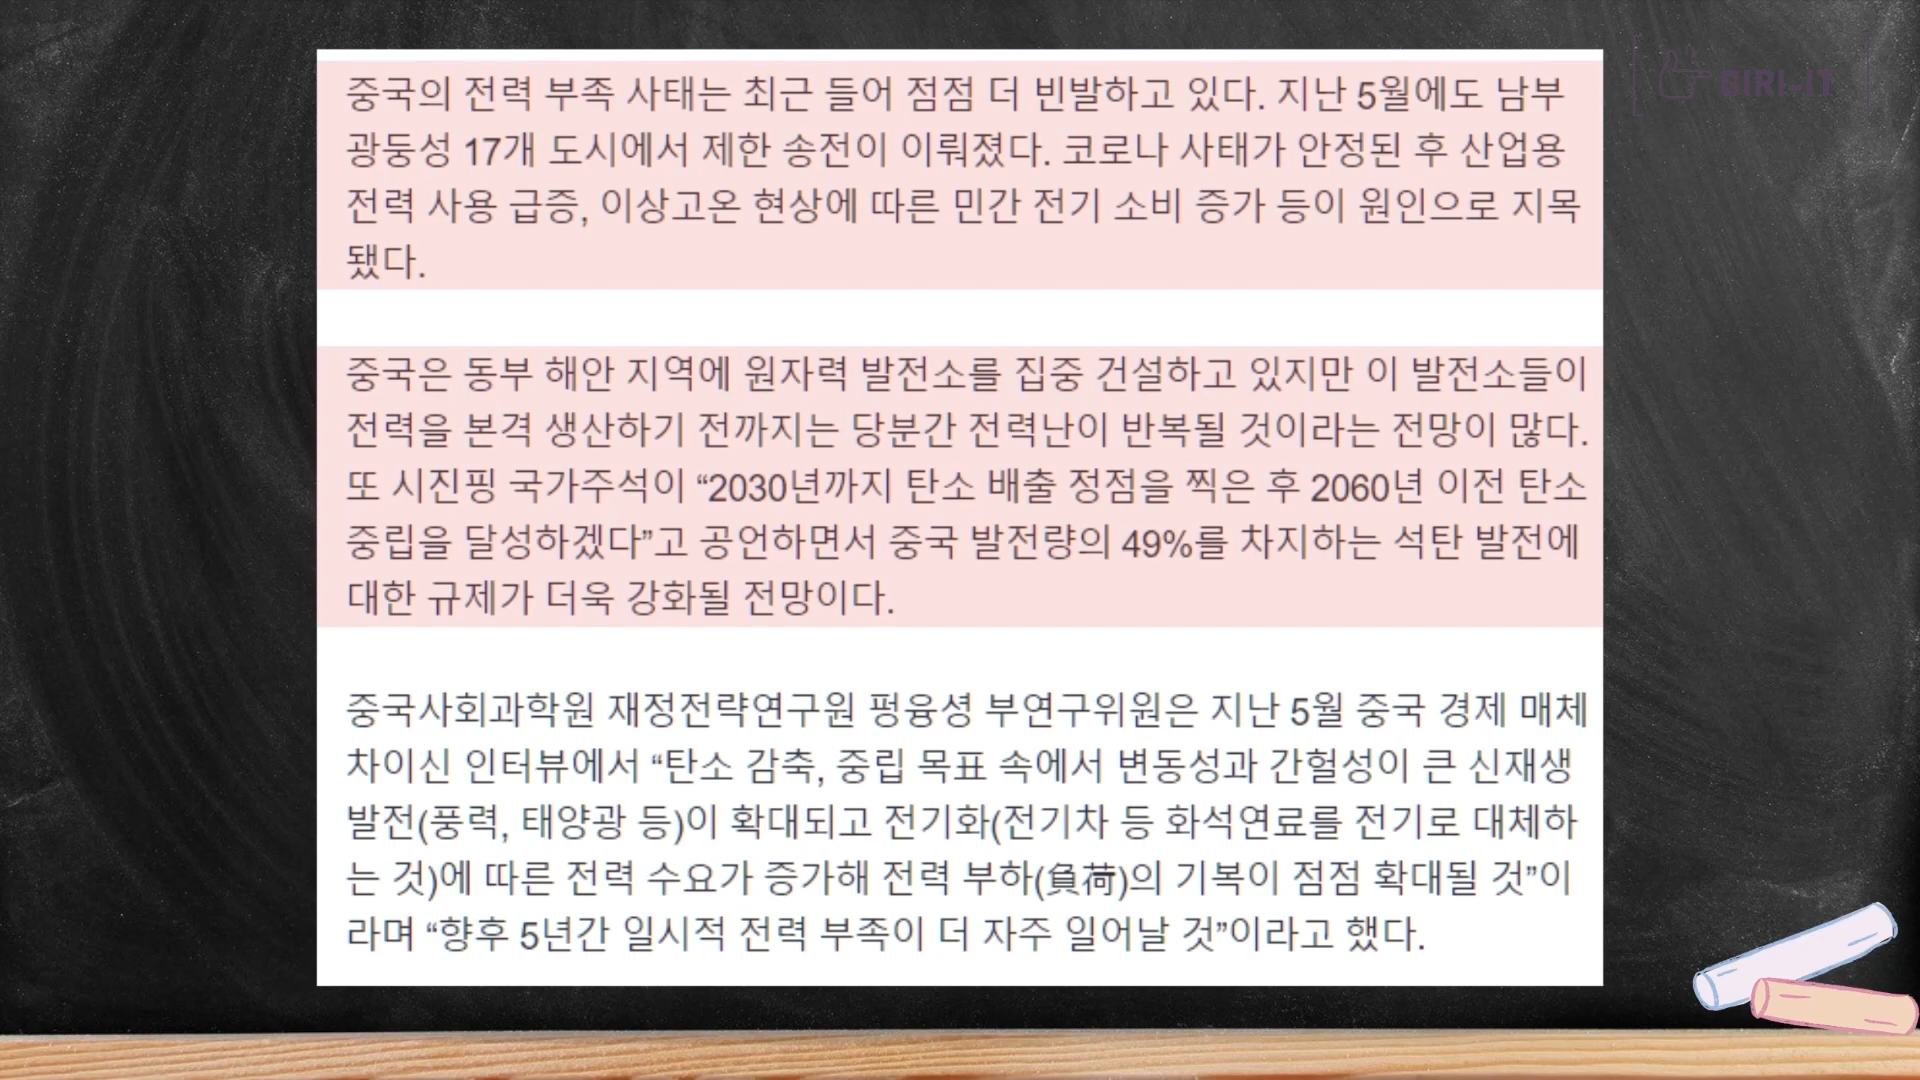 GIRI-IT
중국의 전력 부족 사태는 최근 들어 점점 더 빈발하고 있다. 지난 5월에도 남부
광둥성 17개 도시에서 제한 송전이 이뤄졌다. 코로나 사태가 안정된 후 산업용
전력 사용 급증, 이상고온 현상에 따른 민간 전기 소비 증가 등이 원인으로 지목
됐다.
중국은 동부 해안 지역에 원자력 발전소를 집중 건설하고 있지만 이 발전소들이
전력을 본격 생산하기 전까지는 당분간 전력난이 반복될 것이라는 전망이 많다.
또 시진핑 국가주석이 “2030년까지 탄소 배출 정점을 찍은 후 2060년 이전 탄소
중립을 달성하겠다”고 공언하면서 중국 발전량의 49%를 차지하는 석탄 발전에
대한 규제가 더욱 강화될 전망이다.
중국사회과학원 재정전략연구원 펑융셩 부연구위원은 지난 5월 중국 경제 매체
차이신 인터뷰에서 “탄소 감축, 중립 목표 속에서 변동성과 간헐성이 큰 신재생
발전(풍력, 태양광 등)이 확대되고 전기화(전기차 등 화석연료를 전기로 대체하
는 것)에 따른 전력 수요가 증가해 전력 부하(負荷)의 기복이 점점 확대될 것”이
라며 “향후 5년간 일시적 전력 부족이 더 자주 일어날 것”이라고 했다.